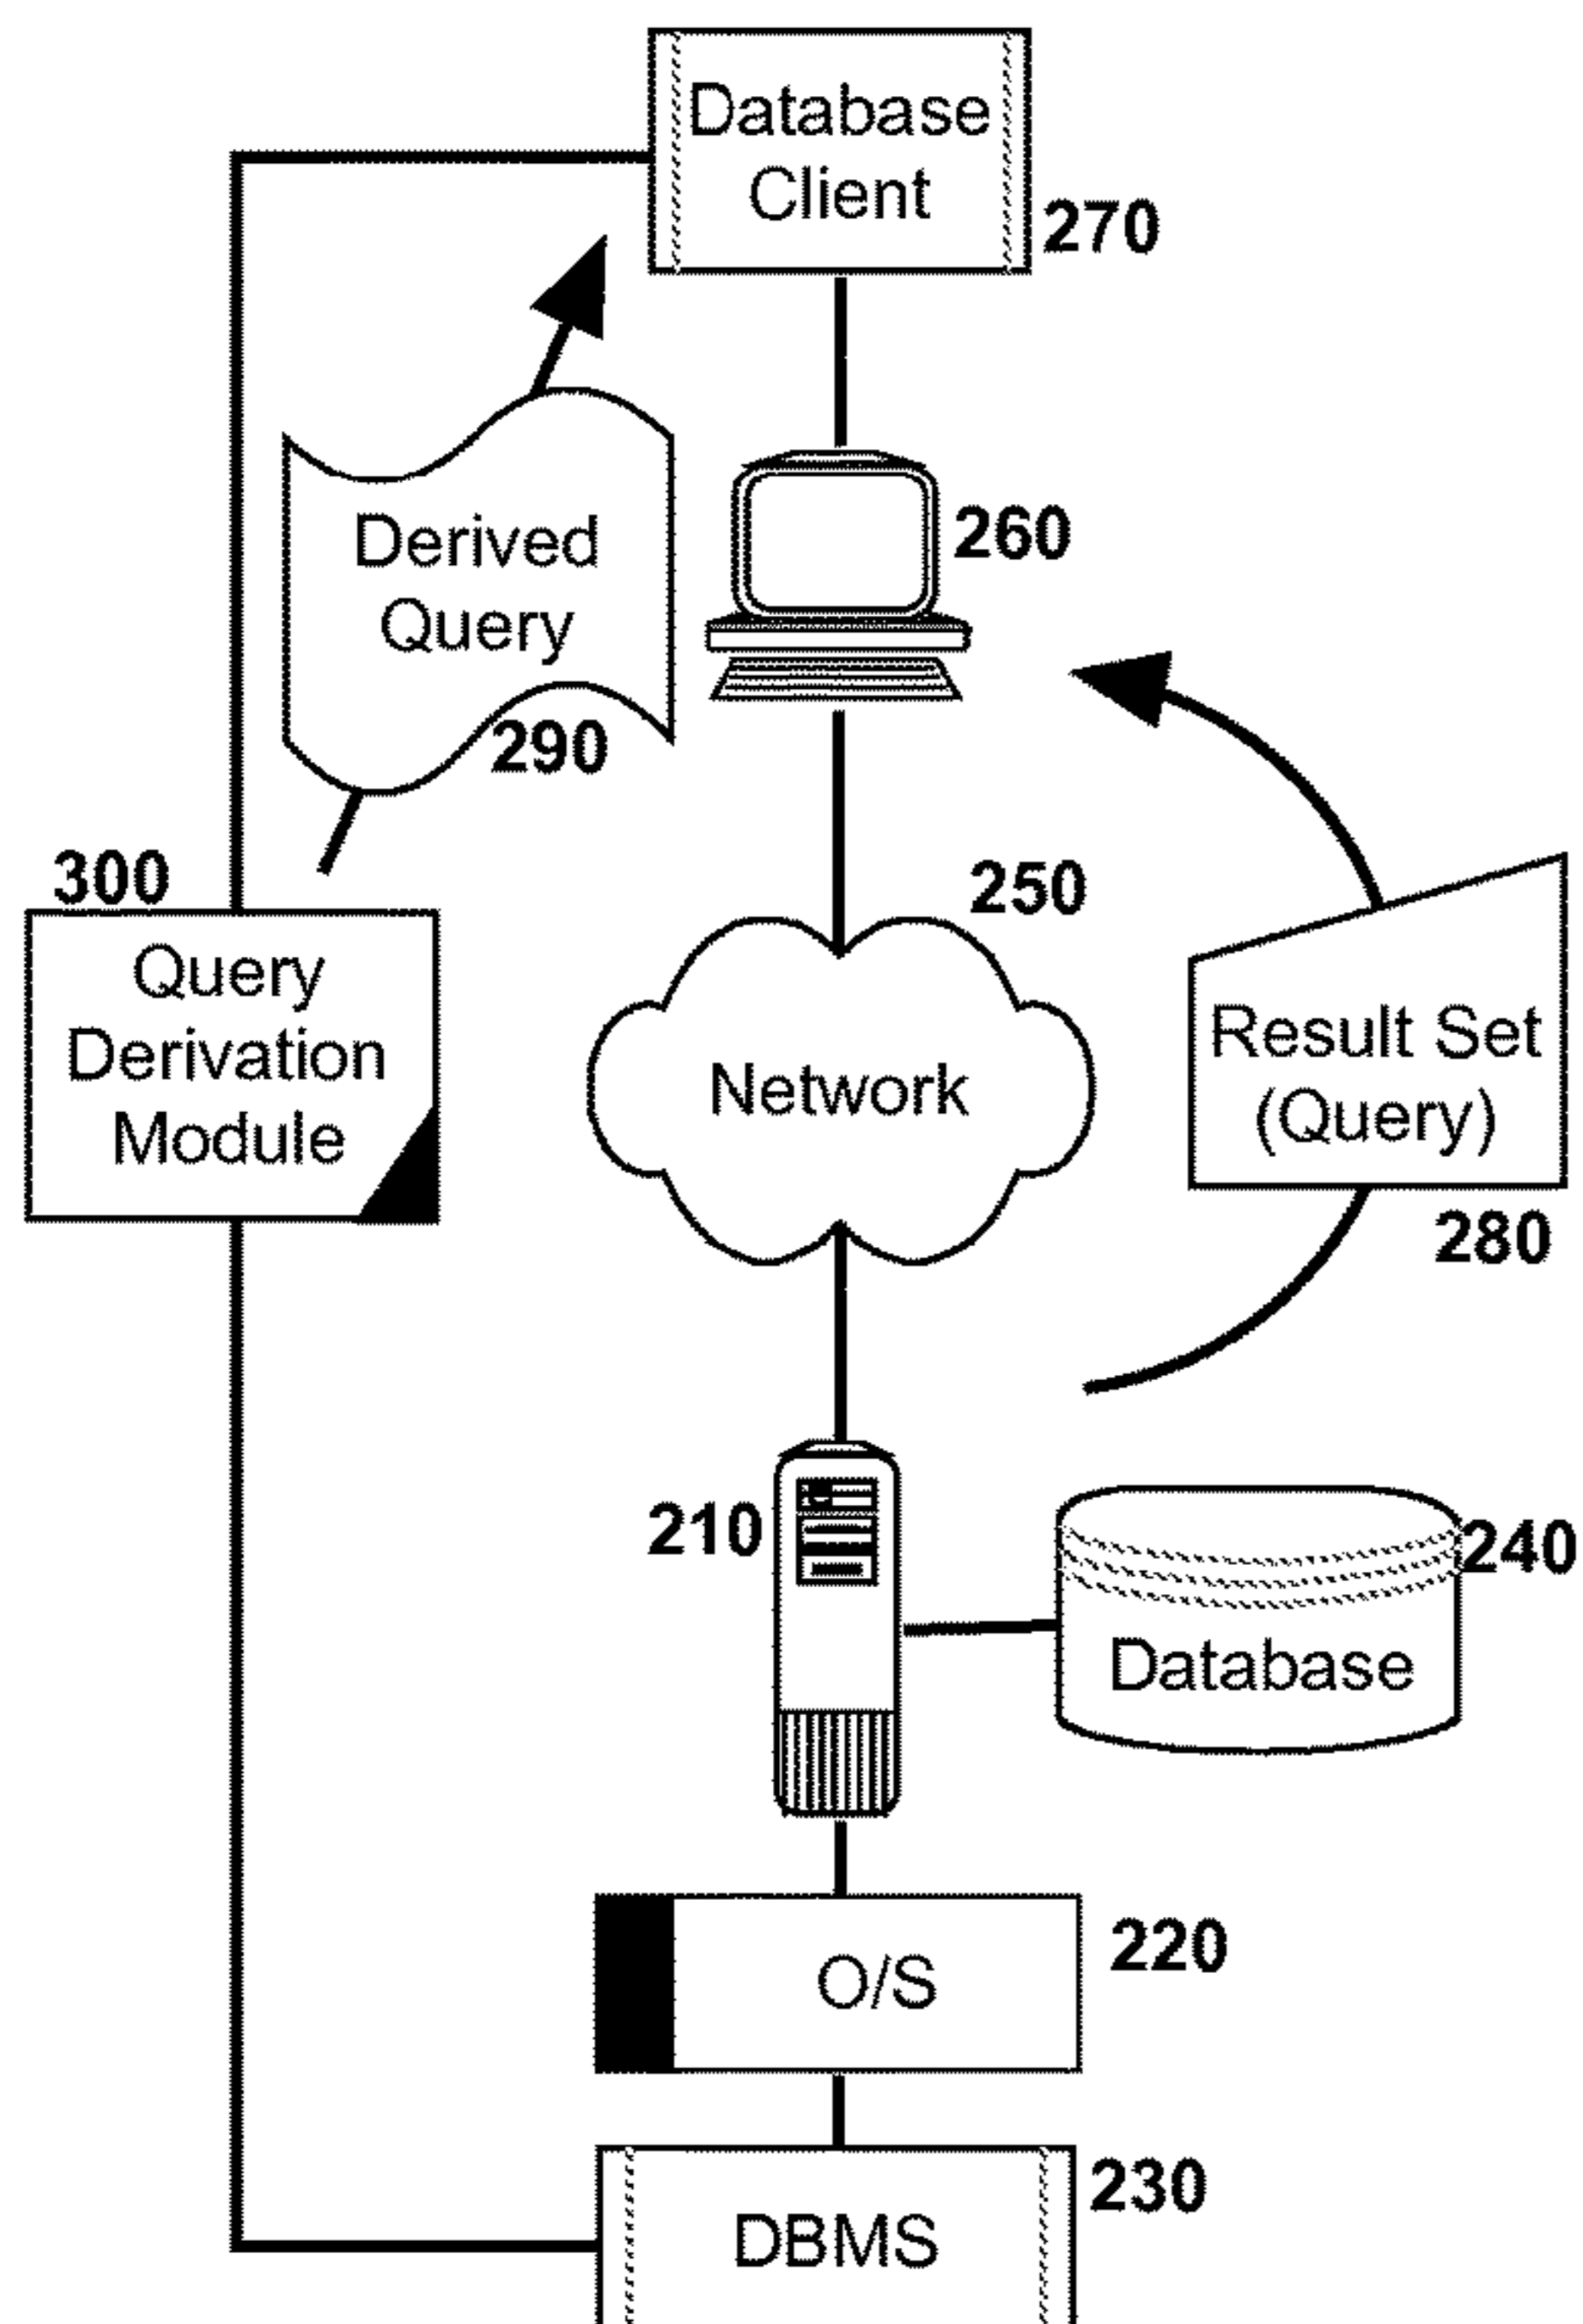 Database
Client
270
260
Derived
Query
290
250
300
Query
Derivation
Module
Network
Result Set
(Query)
280
210
240
Database
220
O/S
230
DBMS